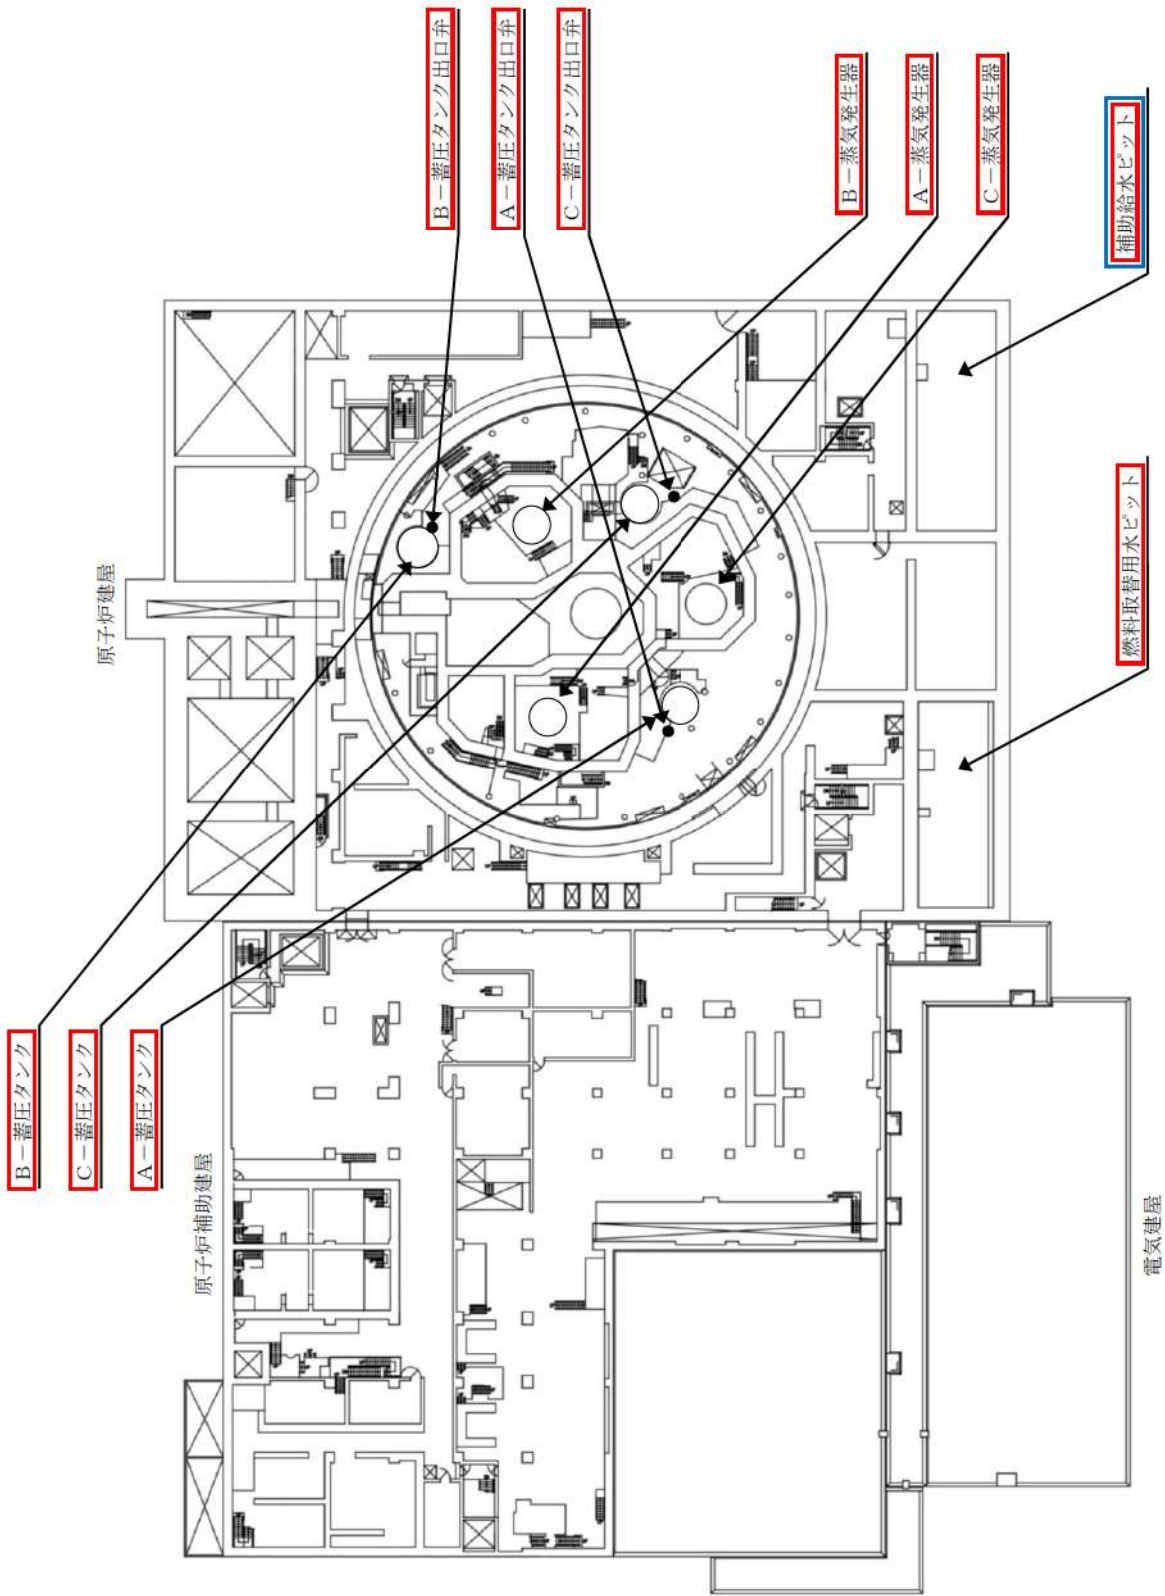 B－蓄圧タンク出口弁
A－蓄圧タンク出口弁
C－蓄圧タンク出口弁
B－蒸気発生器
A－蒸気発生器
C－蒸気発生器
補助給水ピット
燃料取替用水ピット
原子炉建屋
B－蓄圧タンク
C－蓄圧タンク
A－蓄圧タンク
原子炉補助建屋
電気建屋